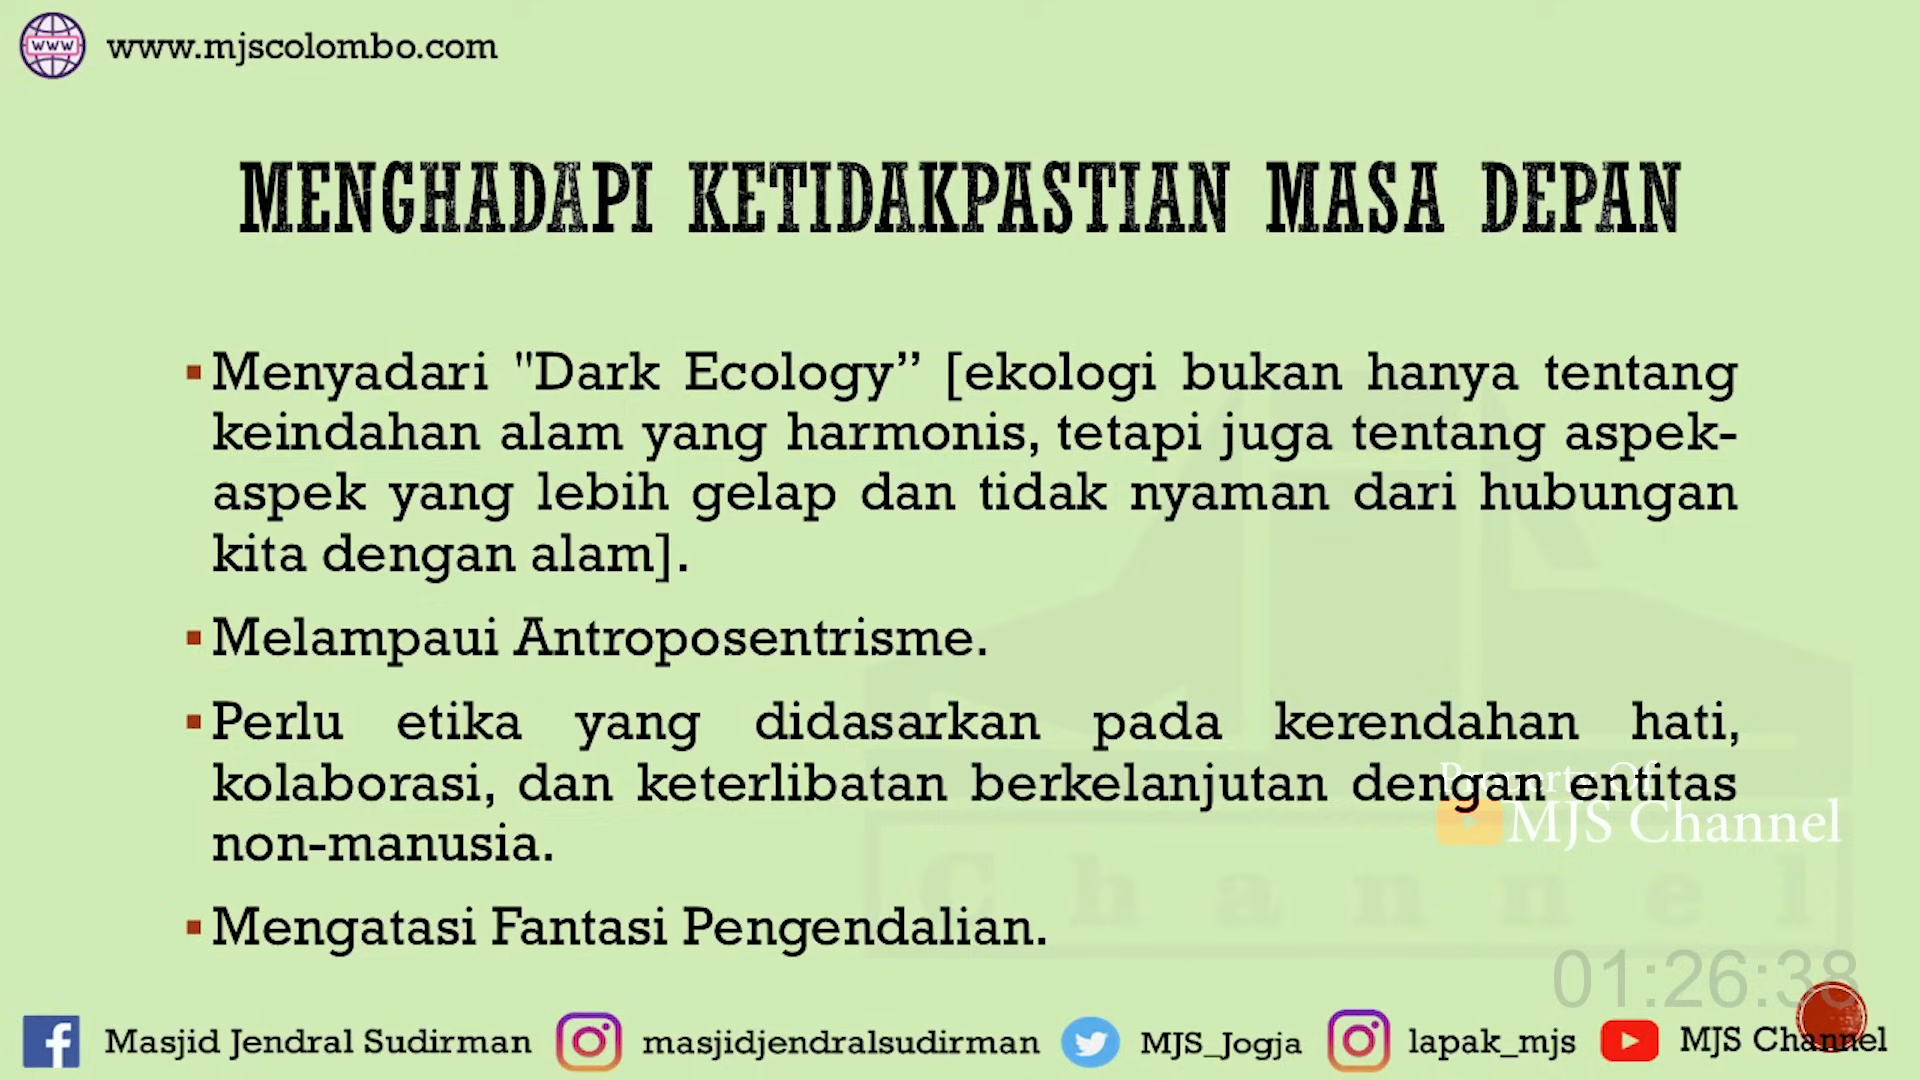 www.mjscolombo.com
MENGHADAPI KETIDAKPASTIAN MASA DEPAN
▪ Menyadari "Dark Ecology” [ekologi bukan hanya tentang
keindahan alam yang harmonis, tetapi juga tentang aspek-
aspek yang lebih gelap dan tidak nyaman dari hubungan
kita dengan alam].
▪ Melampaui Antroposentrisme.
▪ Perlu etika yang didasarkan pada kerendahan hati,
kolaborasi, dan keterlibatan berkelanjutan dengan entitas
non-manusia.
▪ Mengatasi Fantasi Pengendalian.
Property Of
MJS Channel
Channel
01:26:38
Masjid Jendral Sudirman masjidjendralsudirman MJS_Jogja lapak_mjs MJS Channel